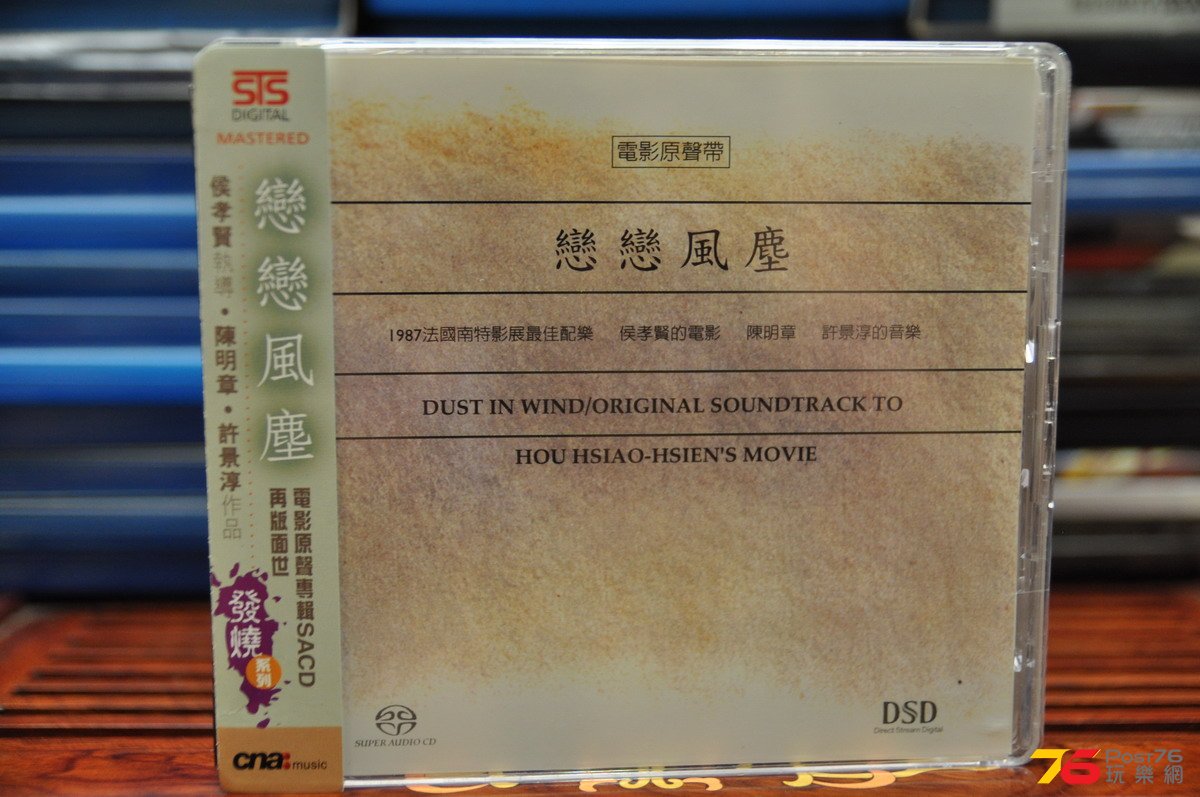 STS
DIGITAL
MASTERED
戀戀風塵
侯孝賢執導・陳明章・許景淳作品
電影原聲專輯SACD
再版面世
發燒
系列
cna:music
電影原聲帶
戀戀風塵
1987法國南特影展最佳配樂 侯孝賢的電影 陳明章 許景淳的音樂
DUST IN WIND/ORIGINAL SOUNDTRACK TO
HOU HSIAO-HSIEN'S MOVIE
SUPER AUDIO CD
DSD
Direct Stream Digital
76 Post76
玩樂網